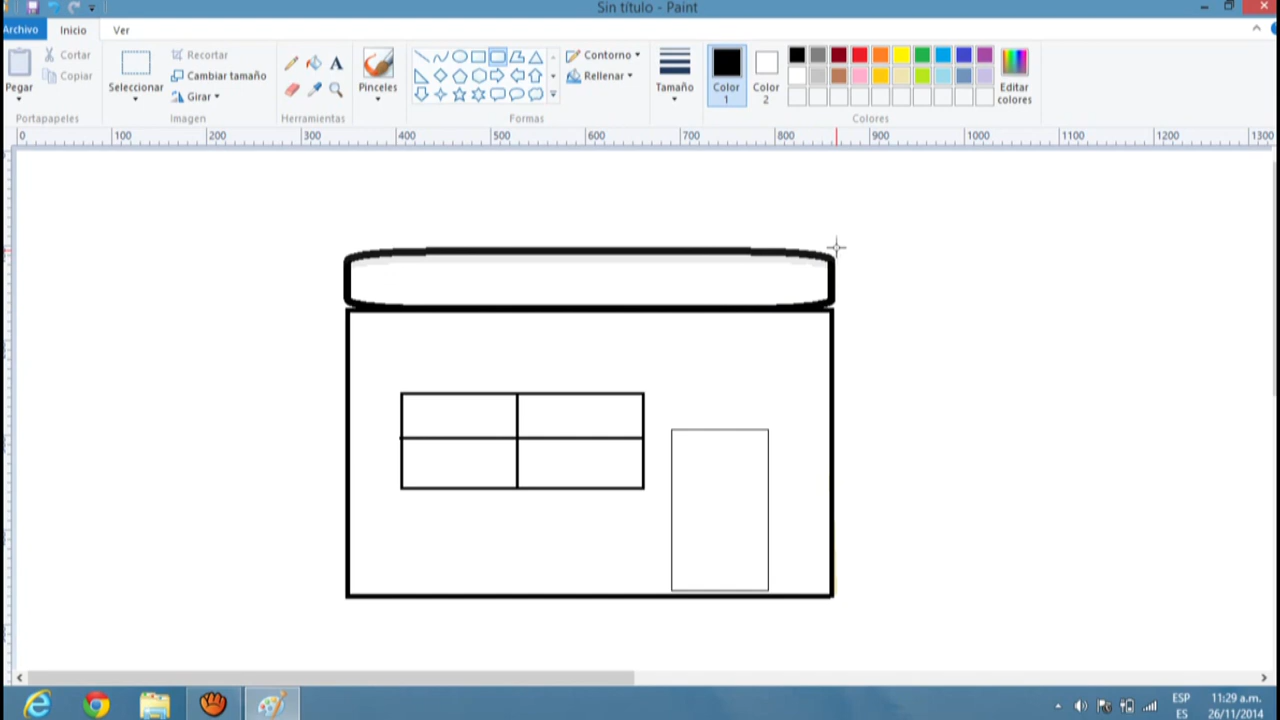 Sin título - Paint
Archivo Inicio Ver
Pegar
Cortar
Copiar
Portapapeles
Seleccionar
Recortar
Cambiar tamaño
Girar
Imagen
A
Herramientas
Pinceles
Contorno
Rellenar
Formas
Tamaño
Color 1
Color 2
Editar colores
Colores
0 100 200 300 400 500 600 700 800 900 1000 1100 1200 1300
ESP
ES
11:29 a.m.
26/11/2014